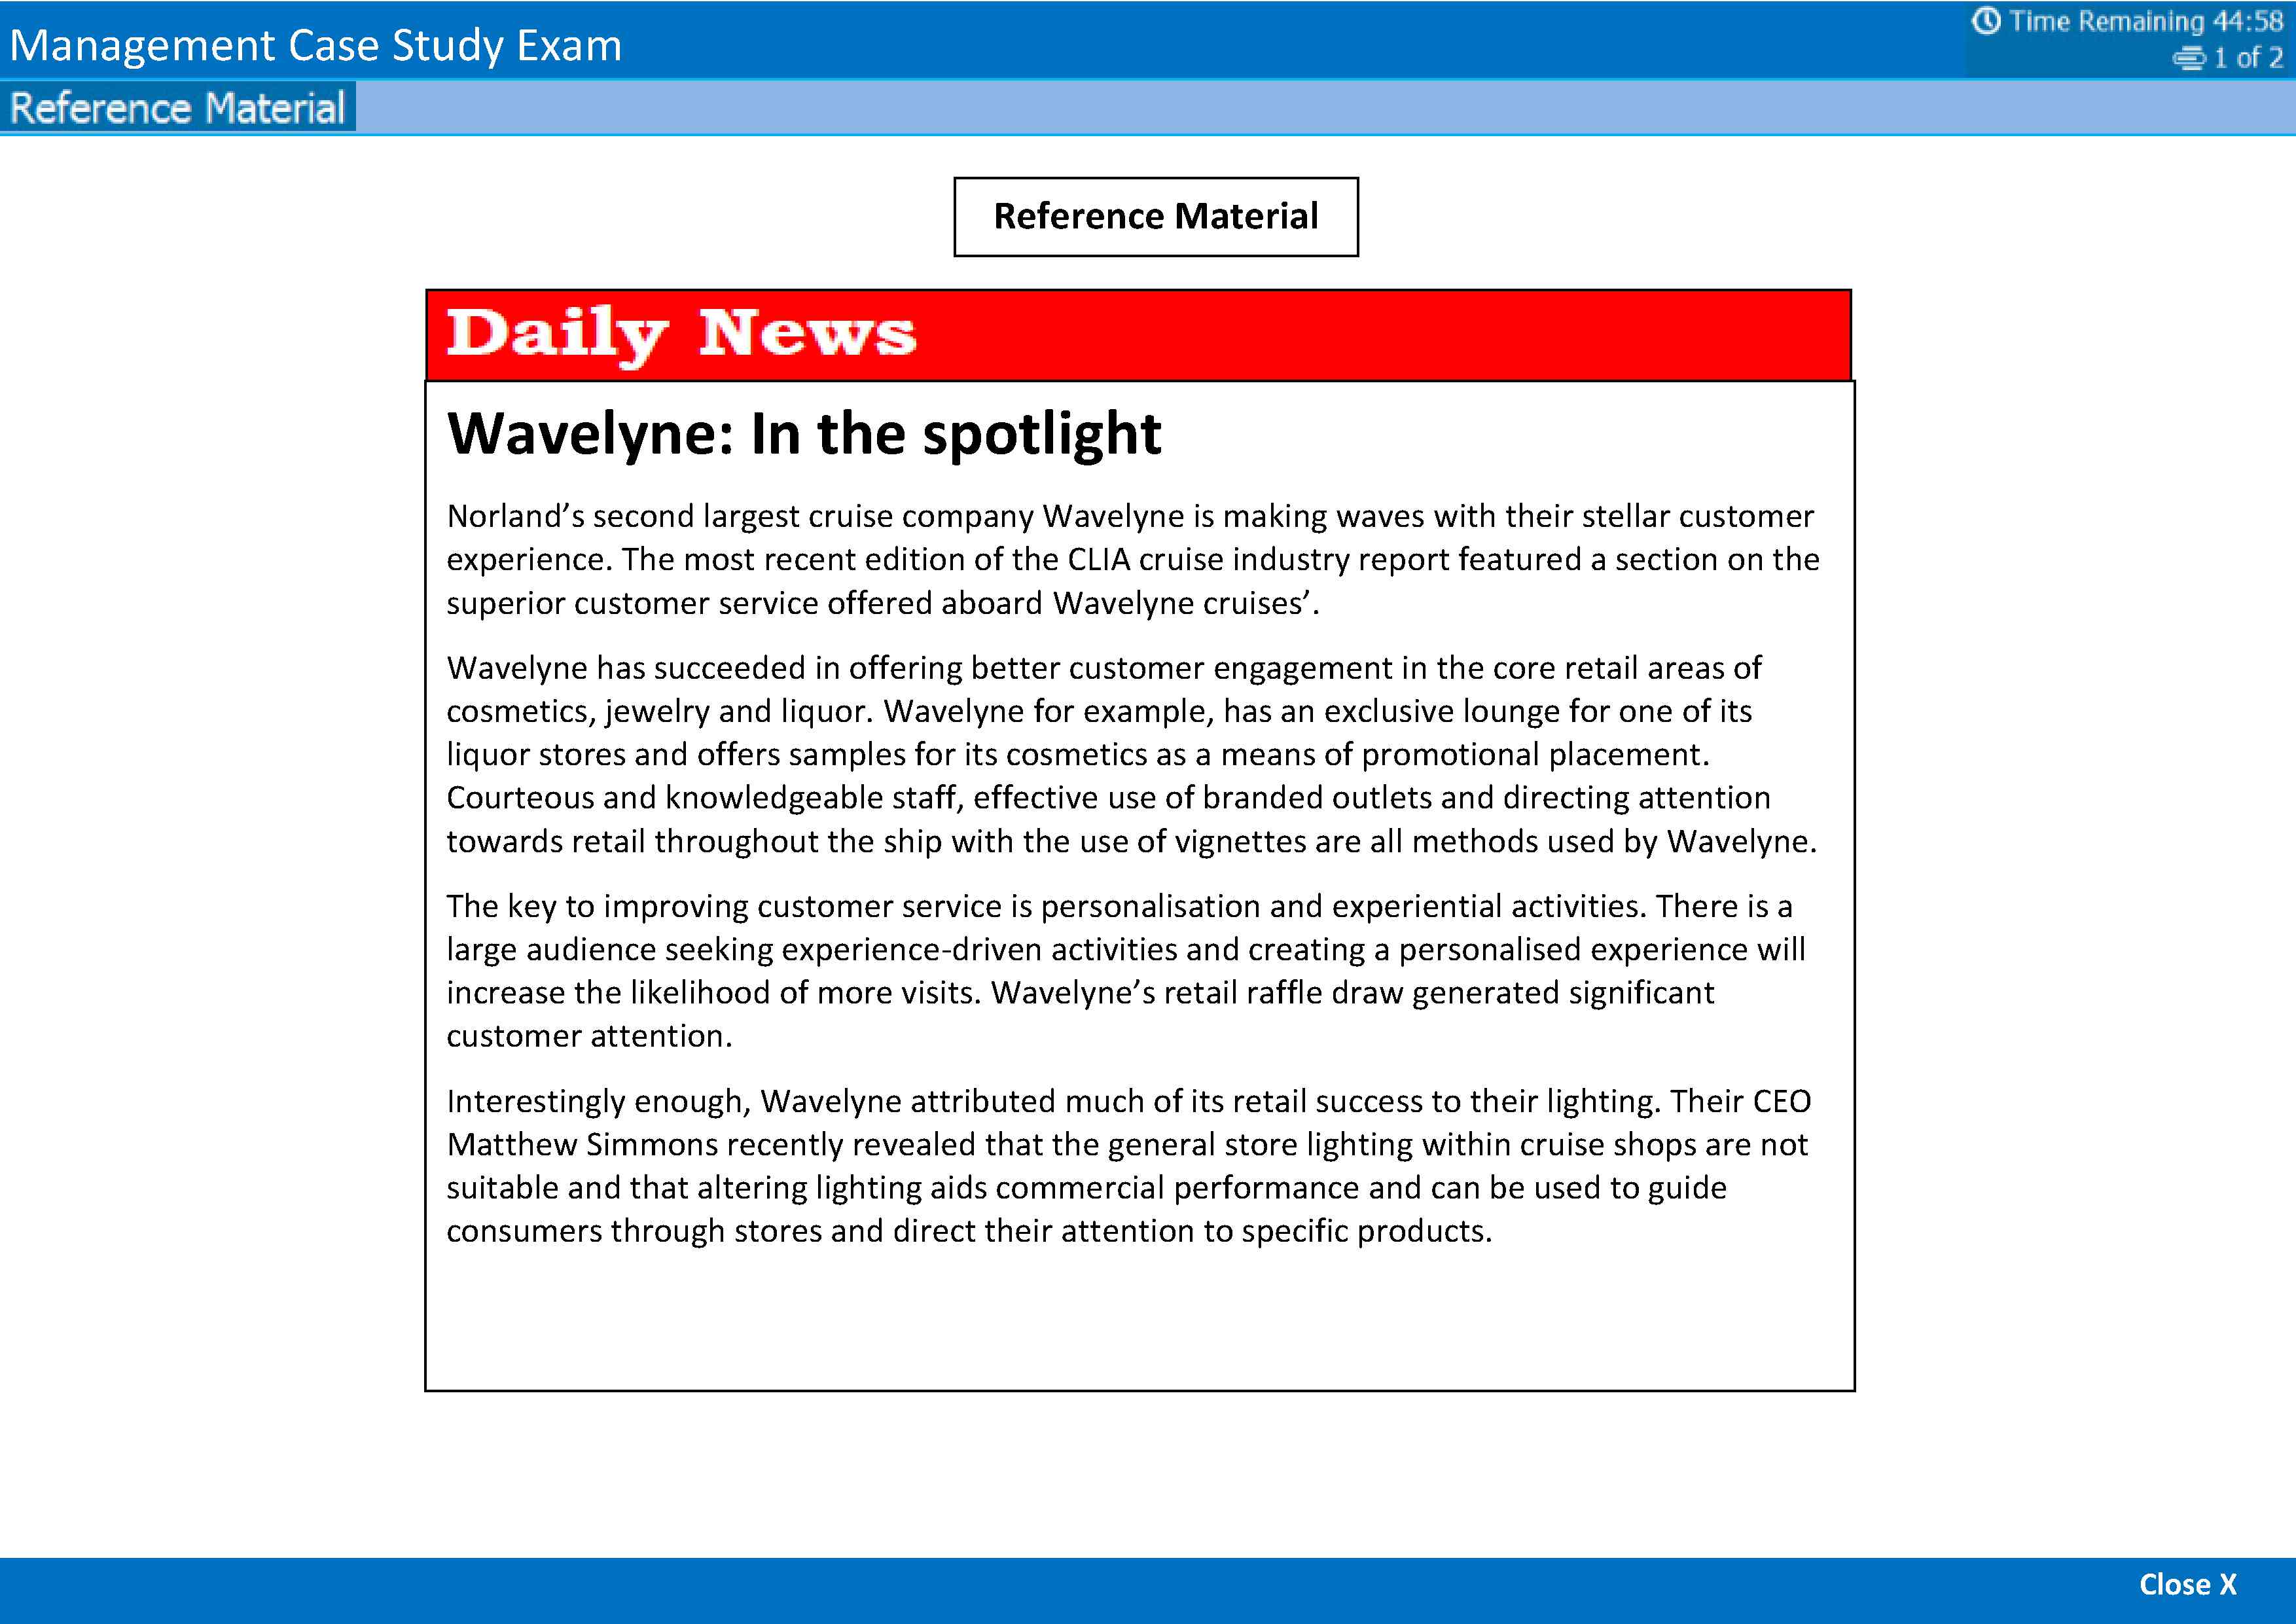 Management Case Study Exam
Time Remaining 44:58
1 of 2
Reference Material
Reference Material
Daily News
Wavelyne: In the spotlight
Norland’s second largest cruise company Wavelyne is making waves with their stellar customer
experience. The most recent edition of the CLIA cruise industry report featured a section on the
superior customer service offered aboard Wavelyne cruises’.
Wavelyne has succeeded in offering better customer engagement in the core retail areas of
cosmetics, jewelry and liquor. Wavelyne for example, has an exclusive lounge for one of its
liquor stores and offers samples for its cosmetics as a means of promotional placement.
Courteous and knowledgeable staff, effective use of branded outlets and directing attention
towards retail throughout the ship with the use of vignettes are all methods used by Wavelyne.
The key to improving customer service is personalisation and experiential activities. There is a
large audience seeking experience-driven activities and creating a personalised experience will
increase the likelihood of more visits. Wavelyne’s retail raffle draw generated significant
customer attention.
Interestingly enough, Wavelyne attributed much of its retail success to their lighting. Their CEO
Matthew Simmons recently revealed that the general store lighting within cruise shops are not
suitable and that altering lighting aids commercial performance and can be used to guide
consumers through stores and direct their attention to specific products.
Close X